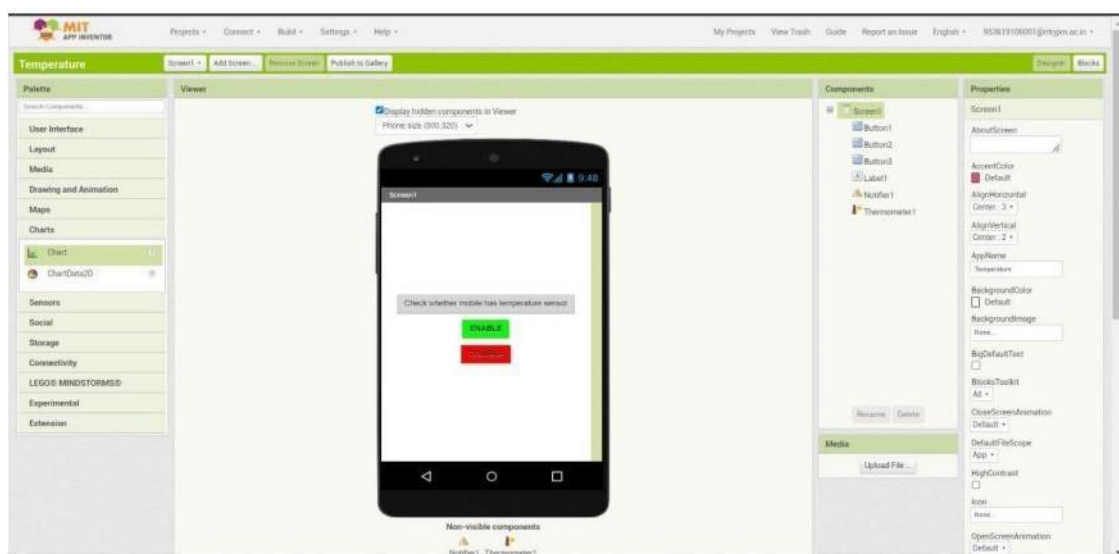 MIT
APP INVENTOR
Projects Connect Build Settings Help
My Projects View Trash Guide Report an Issue English
Temperature
Screen1 Add Screen... Remove Screen Publish to Gallery
Designer Blocks
Palette
Search Components...
User Interface
Layout
Media
Drawing and Animation
Maps
Charts
Chart
ChartData2D
Sensors
Social
Storage
Connectivity
LEGO® MINDSTORMS®
Experimental
Extension
Viewer
Display hidden components in Viewer
Phone size (505,320)
9:48
Screen1
Check whether mobile has temperature sensor
ENABLE
Non-visible components
Notifier1 Thermometer1
Components
Screen1
Button1
Button2
Button3
Label1
Notifier1
Thermometer1
Rename Delete
Media
Upload File ...
Properties
Screen1
AboutScreen
AccentColor
Default
AlignHorizontal
Center : 3
AlignVertical
Center : 2
AppName
Temperature
BackgroundColor
Default
BackgroundImage
None...
BigDefaultText
BlocksToolkit
All
CloseScreenAnimation
Default
DefaultFileScope
App
HighContrast
Icon
None...
OpenScreenAnimation
Default